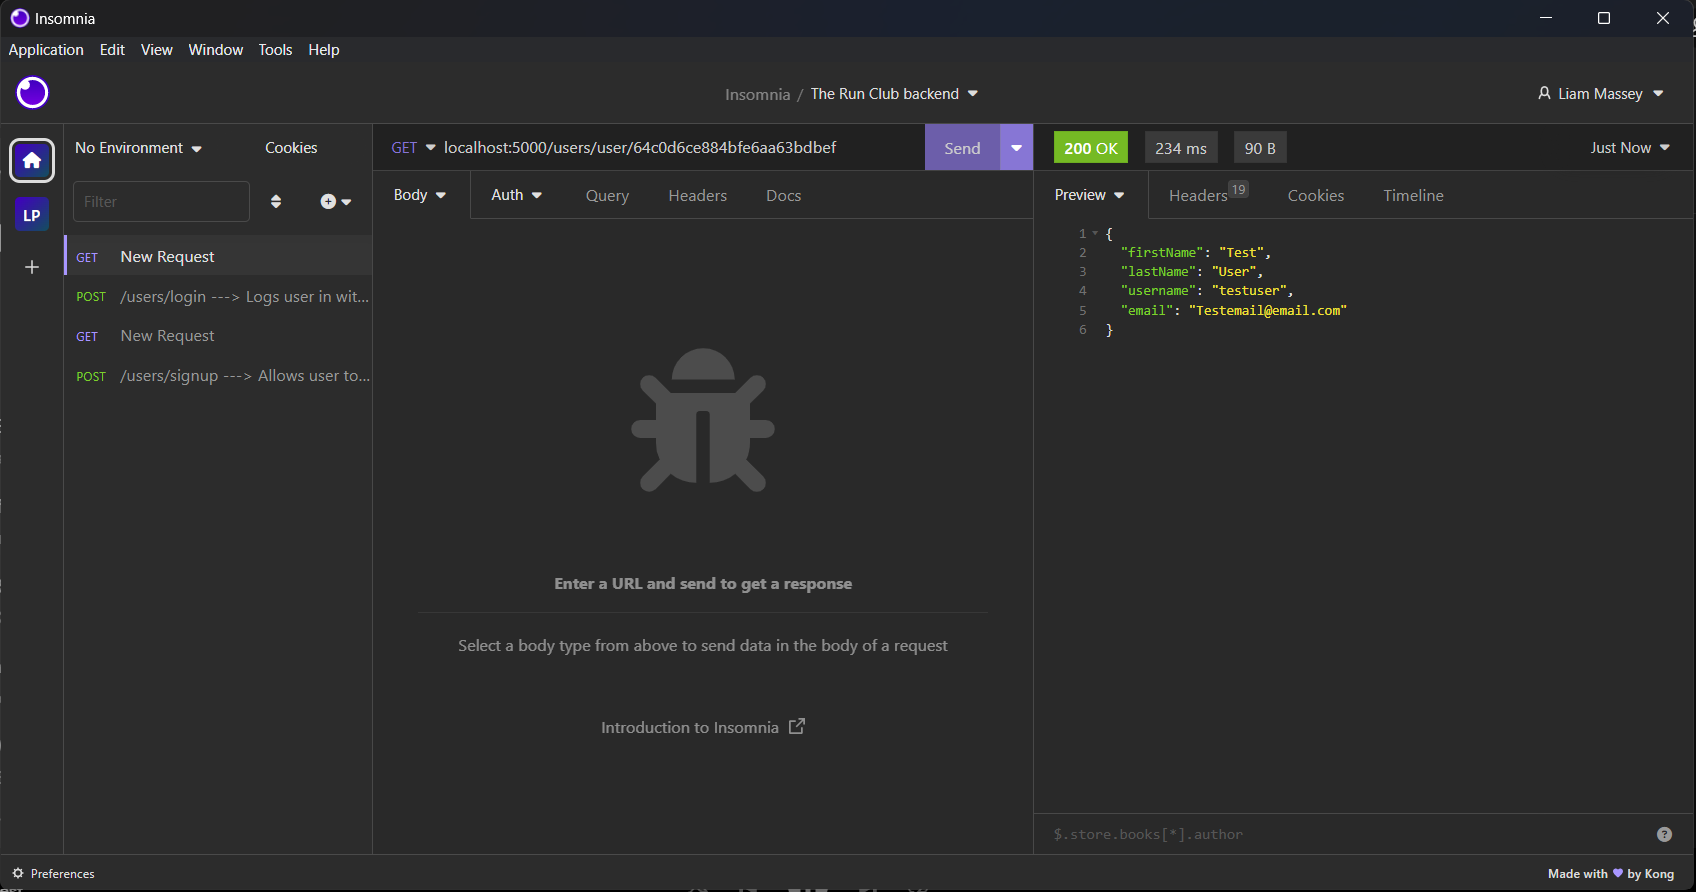 Insomnia
Application Edit View Window Tools Help
Insomnia / The Run Club backend
Liam Massey
No Environment
Cookies
GET localhost:5000/users/user/64c0d6ce884bfe6aa63bdbef
Send
200 OK
234 ms
90 B
Just Now
LP
Filter
Body
Auth
Query
Headers
Docs
Preview
Headers 19
Cookies
Timeline
GET New Request
POST /users/login ---> Logs user in wit...
GET New Request
POST /users/signup ---> Allows user to...
1 {
2 "firstName": "Test",
3 "lastName": "User",
4 "username": "testuser",
5 "email": "Testemail@email.com"
6 }
Enter a URL and send to get a response
Select a body type from above to send data in the body of a request
Introduction to Insomnia
$.store.books[*].author
?
Preferences
Made with ♥ by Kong